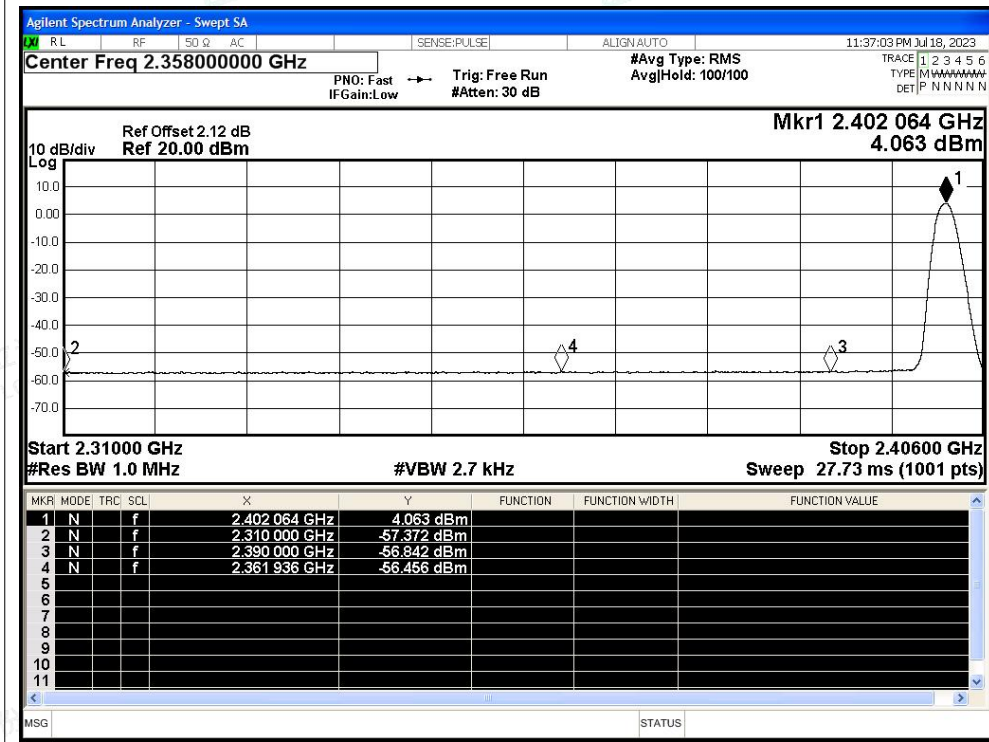 Agilent Spectrum Analyzer - Swept SA
LXI RL RF 50 Ω AC SENSE:PULSE ALIGN AUTO 11:37:03 PM Jul 18, 2023
Center Freq 2.358000000 GHz #Avg Type: RMS TRACE 1 2 3 4 5 6
PNO: Fast Trig: Free Run Avg|Hold: 100/100 TYPE M
IFGain:Low #Atten: 30 dB DET P N N N N N
Mkr1 2.402 064 GHz
4.063 dBm
Ref Offset 2.12 dB
10 dB/div Ref 20.00 dBm
Log
10.0
0.00
-10.0
-20.0
-30.0
-40.0
-50.0
-60.0
-70.0
1
2
4
3
Start 2.31000 GHz Stop 2.40600 GHz
#Res BW 1.0 MHz #VBW 2.7 kHz Sweep 27.73 ms (1001 pts)
MKR MODE TRC SCL X Y FUNCTION FUNCTION WIDTH FUNCTION VALUE
1 N f 2.402 064 GHz 4.063 dBm
2 N f 2.310 000 GHz -57.372 dBm
3 N f 2.390 000 GHz -56.842 dBm
4 N f 2.361 936 GHz -56.456 dBm
5
6
7
8
9
10
11
MSG STATUS